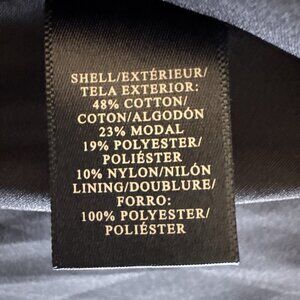 SHELL/EXTÉRIEUR/
TELA EXTERIOR:
48% COTTON/
COTON/ALGODÓN
23% MODAL
19% POLYESTER/
POLIÉSTER
10% NYLON/NILÓN
LINING/DOUBLURE/
FORRO:
100% POLYESTER/
POLIÉSTER